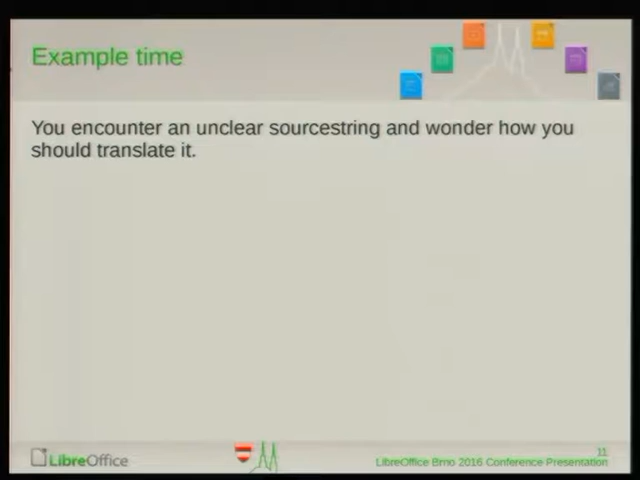 Example time
You encounter an unclear sourcestring and wonder how you
should translate it.
LibreOffice
11
LibreOffice Brno 2016 Conference Presentation